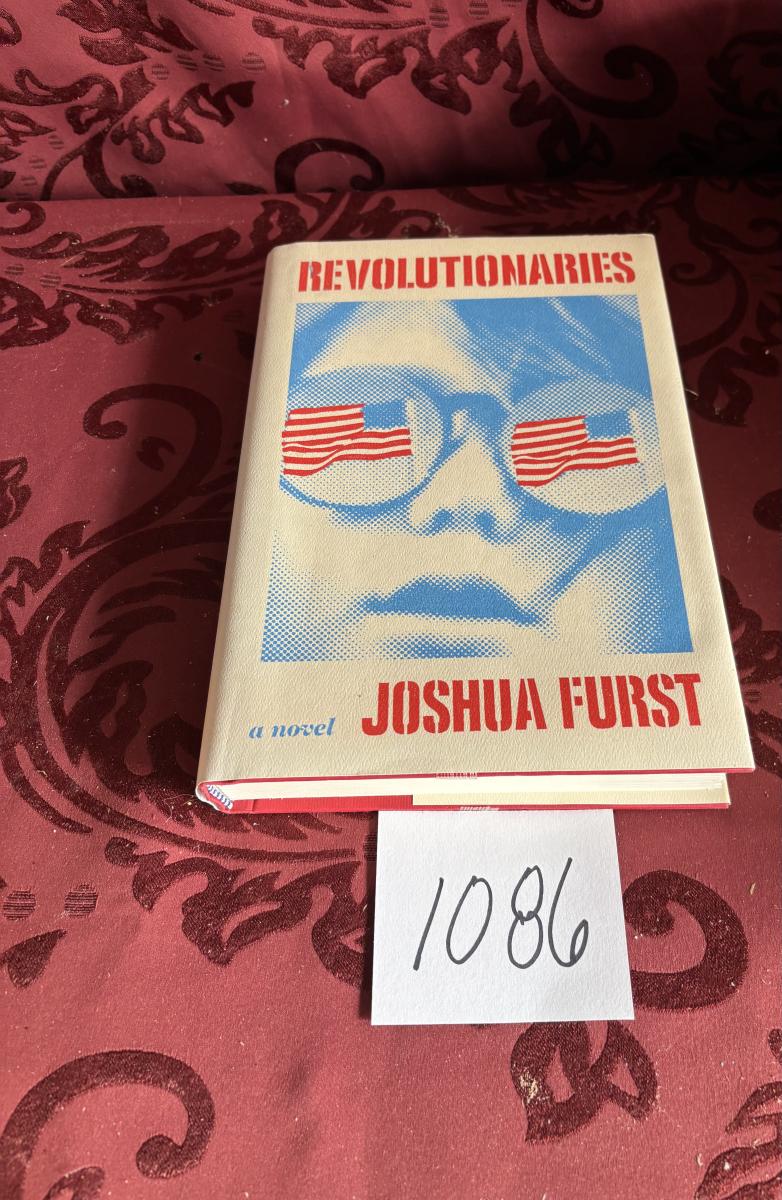 REVOLUTIONARIES
a novel
JOSHUA FURST
1086